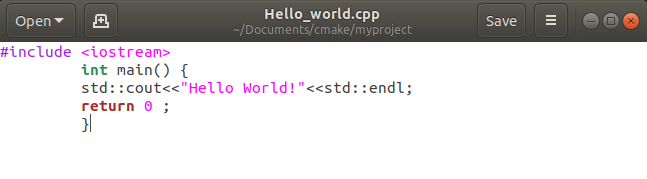 Open
Hello_world.cpp
~/Documents/cmake/myproject
Save
#include <iostream>
int main() {
std::cout<<"Hello World!"<<std::endl;
return 0 ;
}